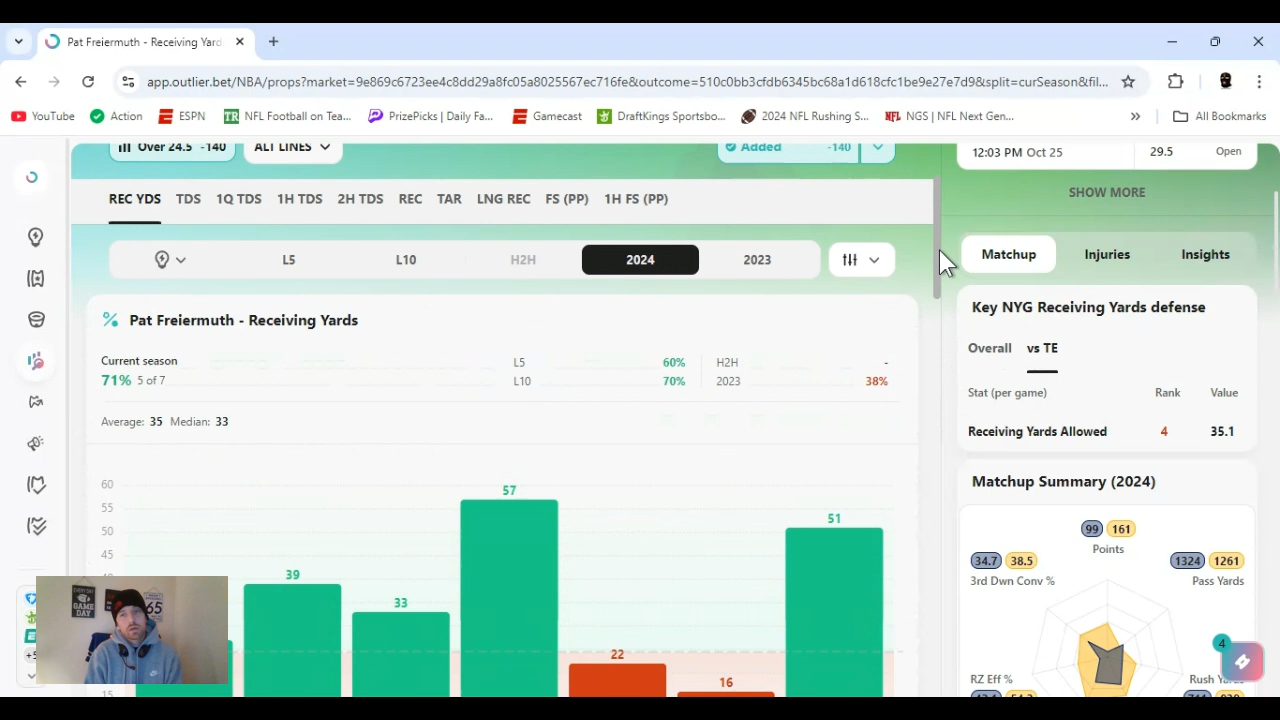 Pat Freiermuth - Receiving Yard
app.outlier.bet/NBA/props?market=9e869c6723ee4c8dd29a8fc05a8025567ec716fe&outcome=510c0bb3cfdb6345bc68a1d618cfc1be9e27e7d9&split=curSeason&fil...
YouTube Action ESPN NFL Football on Tea... PrizePicks | Daily Fa... Gamecast DraftKings Sportsbo... 2024 NFL Rushing S... NGS | NFL Next Gen... » All Bookmarks
Over 24.5 -140 ALT LINES Added -140
12:03 PM Oct 25 29.5 Open
SHOW MORE
REC YDS TDS 1Q TDS 1H TDS 2H TDS REC TAR LNG REC FS (PP) 1H FS (PP)
L5 L10 H2H 2024 2023
Matchup Injuries Insights
Pat Freiermuth - Receiving Yards
Current season
71% 5 of 7
L5 60% H2H -
L10 70% 2023 38%
Average: 35 Median: 33
Key NYG Receiving Yards defense
Overall vs TE
Stat (per game) Rank Value
Receiving Yards Allowed 4 35.1
Matchup Summary (2024)
99 161
Points
34.7 38.5
3rd Dwn Conv %
1324 1261
Pass Yards
RZ Eff %
4
60
55
50
45
39
33
57
22
16
51
15
EVERYDAY
GAME
DAY
65